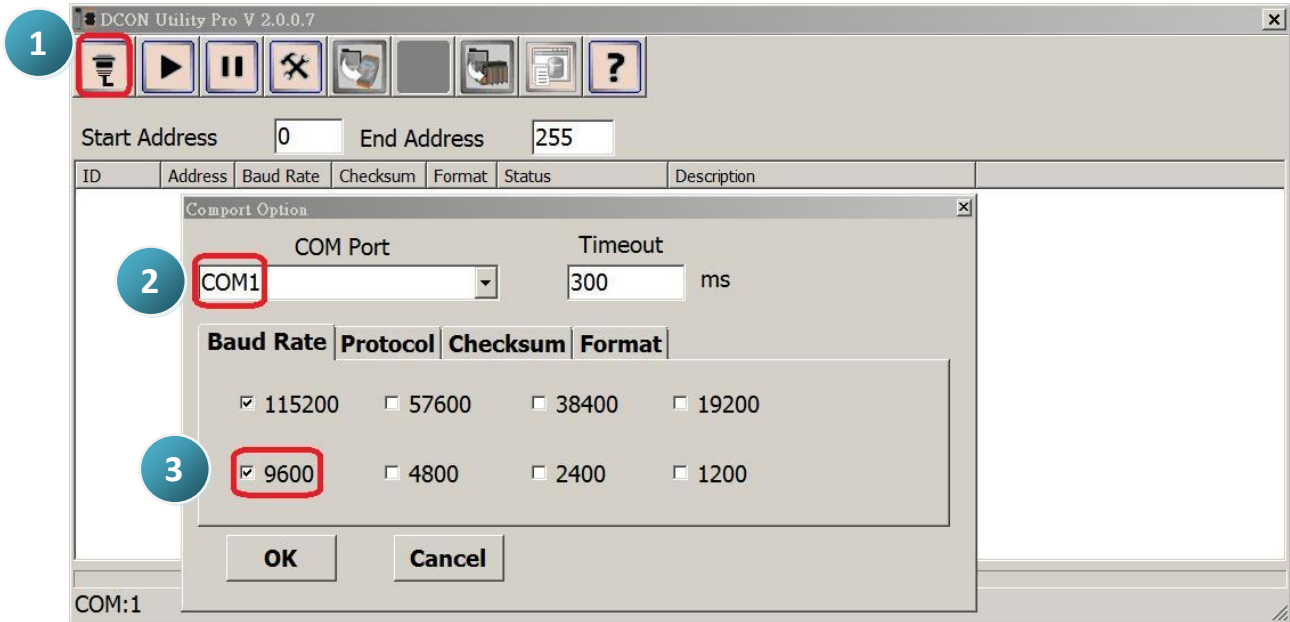 DCON Utility Pro V 2.0.0.7
1
Start Address 0 End Address 255
ID Address Baud Rate Checksum Format Status Description
Comport Option
COM Port Timeout
2 COM1 300 ms
Baud Rate Protocol Checksum Format
115200 57600 38400 19200
3 9600 4800 2400 1200
OK Cancel
COM:1